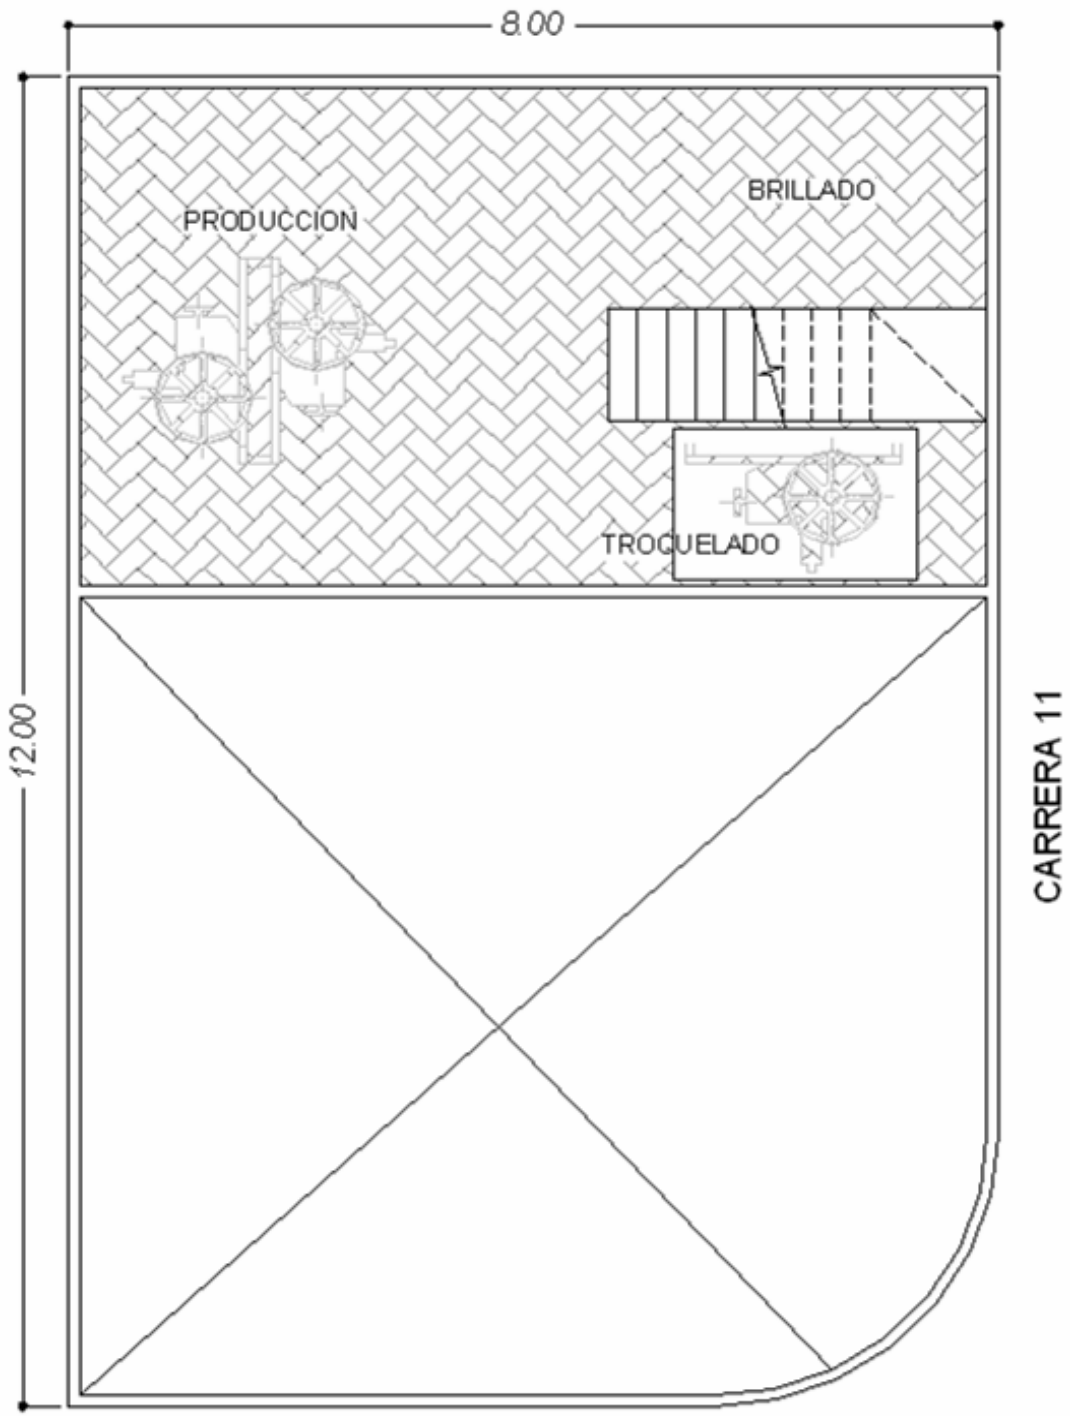 8.00
BRILLADO
PRODUCCION
TROQUELADO
12.00
CARRERA 11